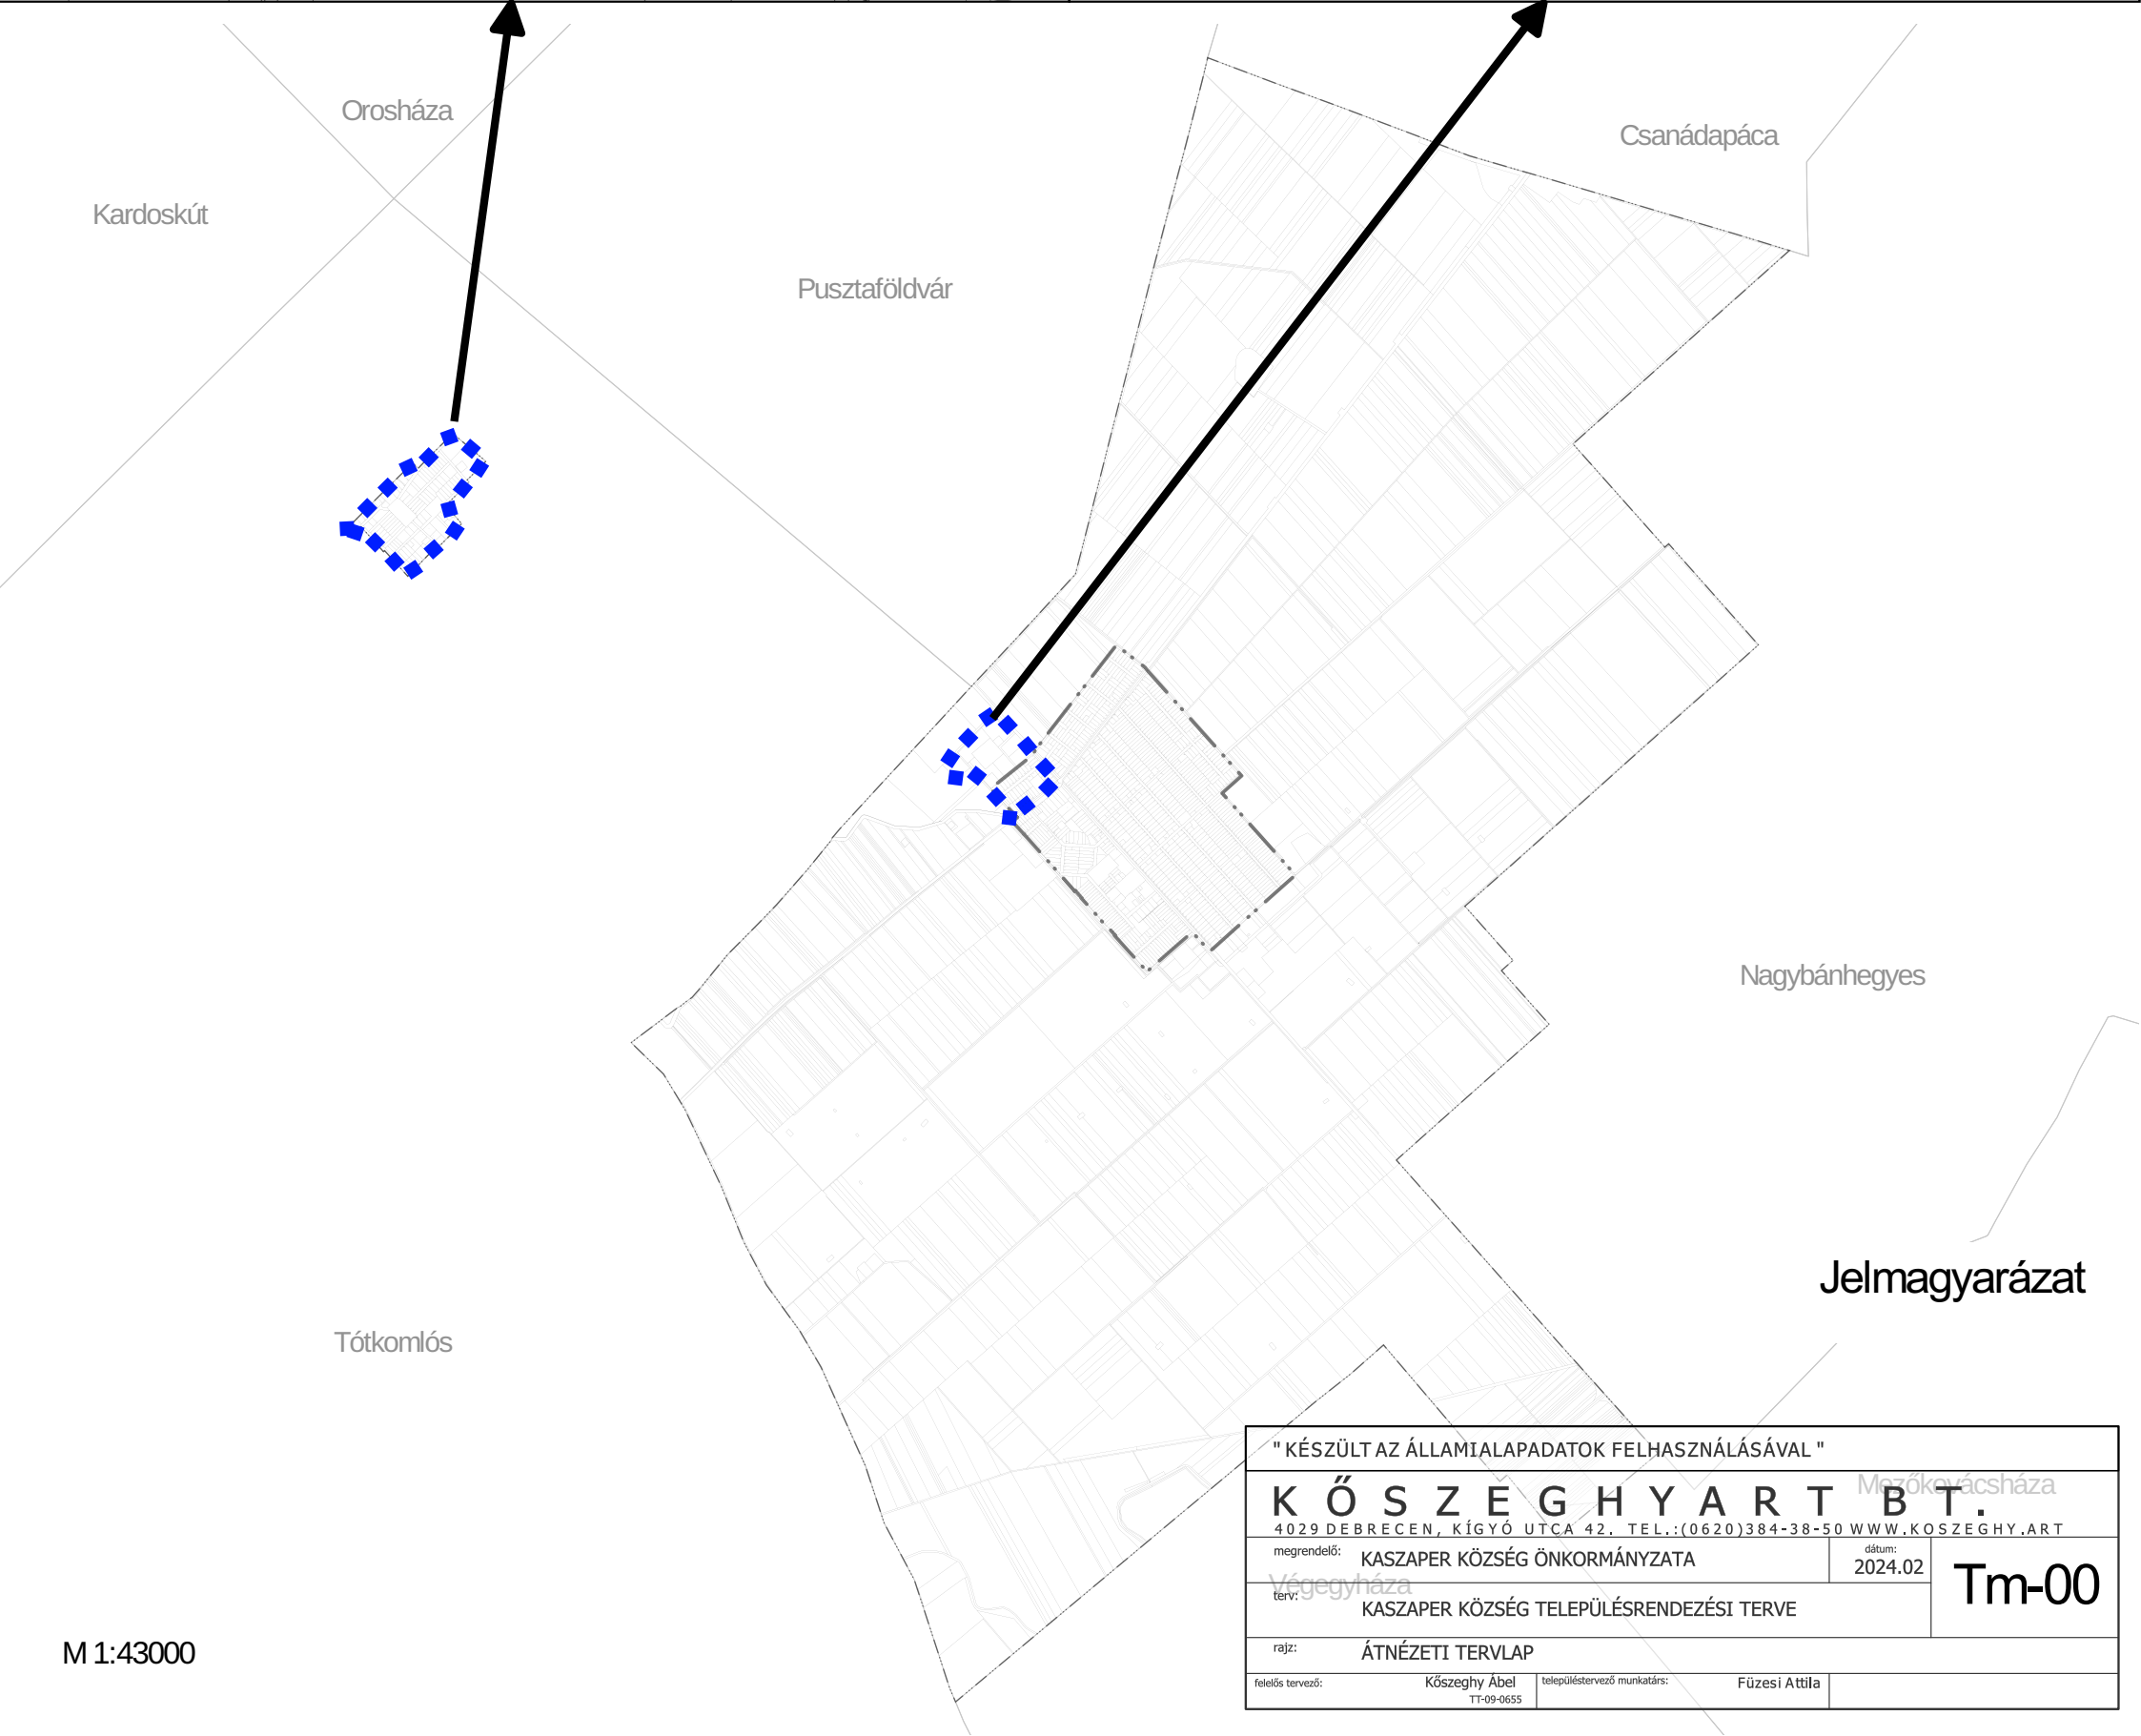 Orosháza
Csanádapáca
Kardoskút
Pusztaföldvár
Nagybánhegyes
Jelmagyarázat
Tótkomlós
"KÉSZÜLT AZ ÁLLAMI ALAPADATOK FELHASZNÁLÁSÁVAL"
Mezőkovácsháza
KŐSZEGHYART BT.
4029 DEBRECEN, KÍGYÓ UTCA 42. TEL.:(0620)384-38-50 WWW.KOSZEGHY.ART
megrendelő: KASZAPER KÖZSÉG ÖNKORMÁNYZATA
dátum:
2024.02
Tm-00
Végegyháza
terv: KASZAPER KÖZSÉG TELEPÜLÉSRENDEZÉSI TERVE
rajz: ÁTNÉZETI TERVLAP
felelős tervező: Kőszeghy Ábel
TT-09-0655
településtervező munkatárs: Füzesi Attila
M 1:43000